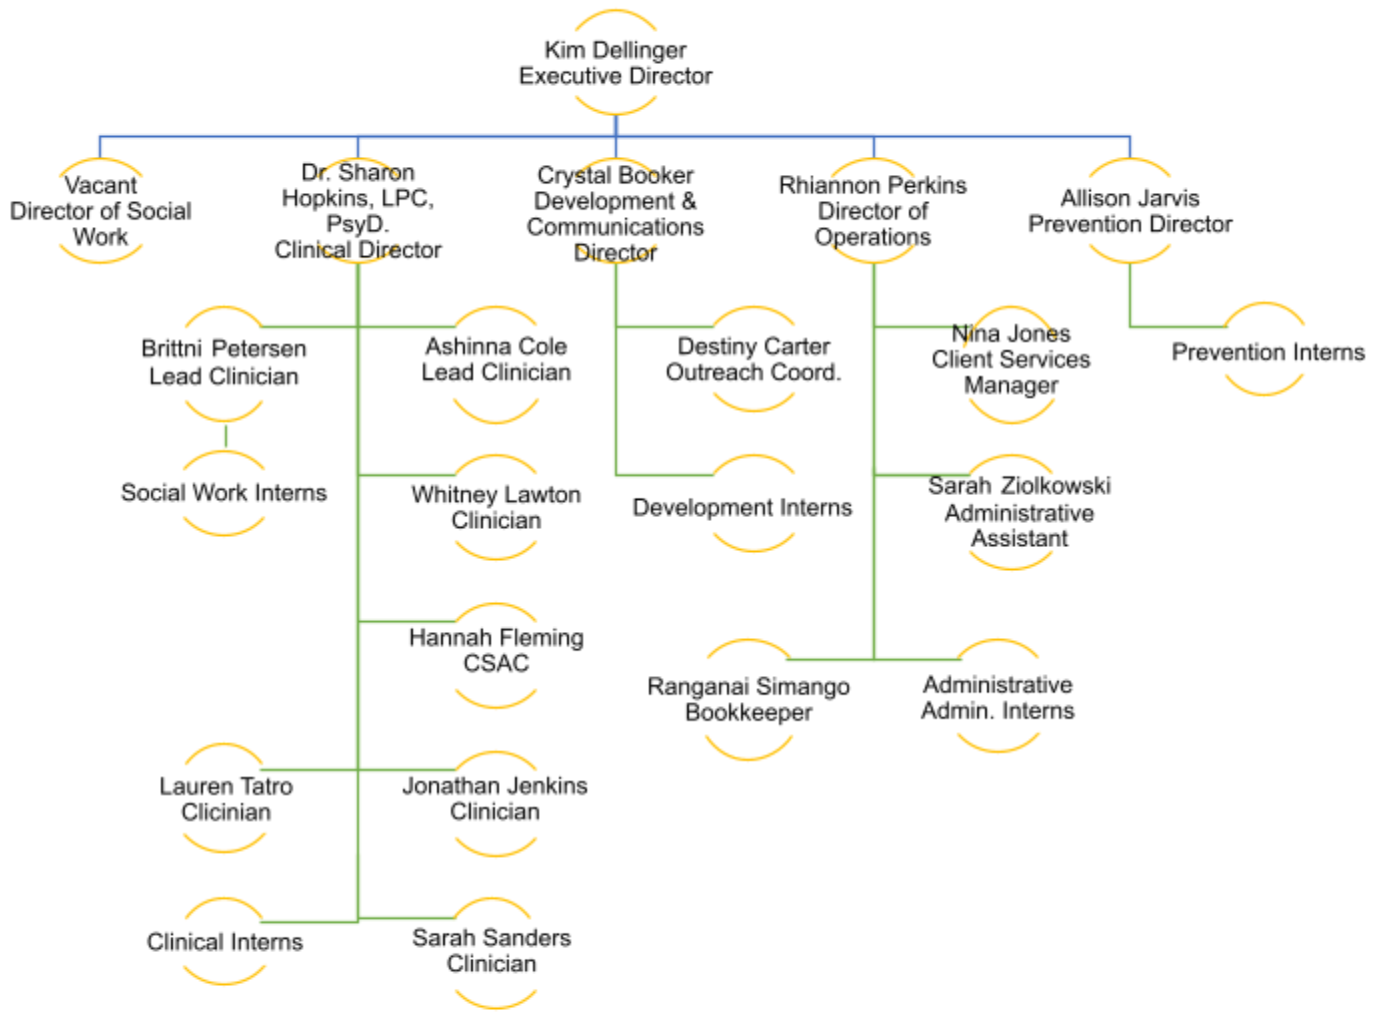 Kim Dellinger
Executive Director
Vacant
Director of Social
Work
Dr. Sharon
Hopkins, LPC,
PsyD.
Clinical Director
Crystal Booker
Development &
Communications
Director
Rhiannon Perkins
Director of
Operations
Allison Jarvis
Prevention Director
Brittni Petersen
Lead Clinician
Ashinna Cole
Lead Clinician
Destiny Carter
Outreach Coord.
Nina Jones
Client Services
Manager
Prevention Interns
Social Work Interns
Whitney Lawton
Clinician
Development Interns
Sarah Ziolkowski
Administrative
Assistant
Hannah Fleming
CSAC
Ranganai Simango
Bookkeeper
Administrative
Admin. Interns
Lauren Tatro
Clicinian
Jonathan Jenkins
Clinician
Clinical Interns
Sarah Sanders
Clinician